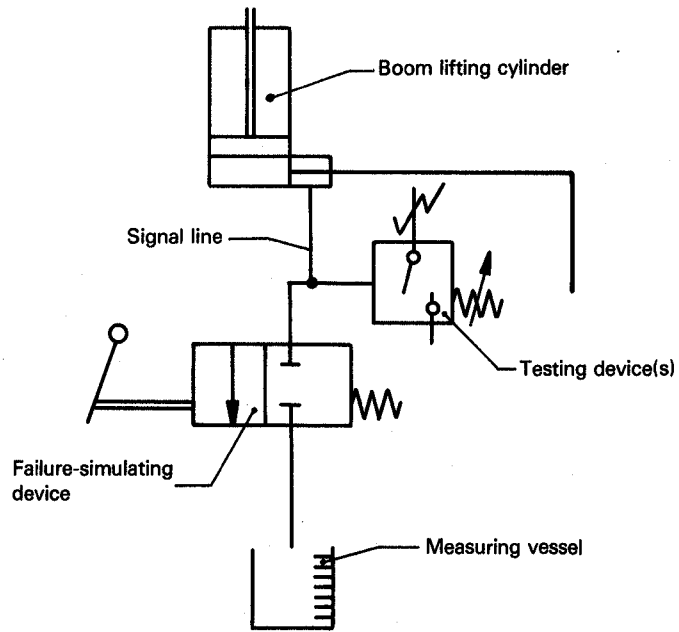 Boom lifting cylinder
Signal line
Testing device(s)
Failure-simulating
device
Measuring vessel